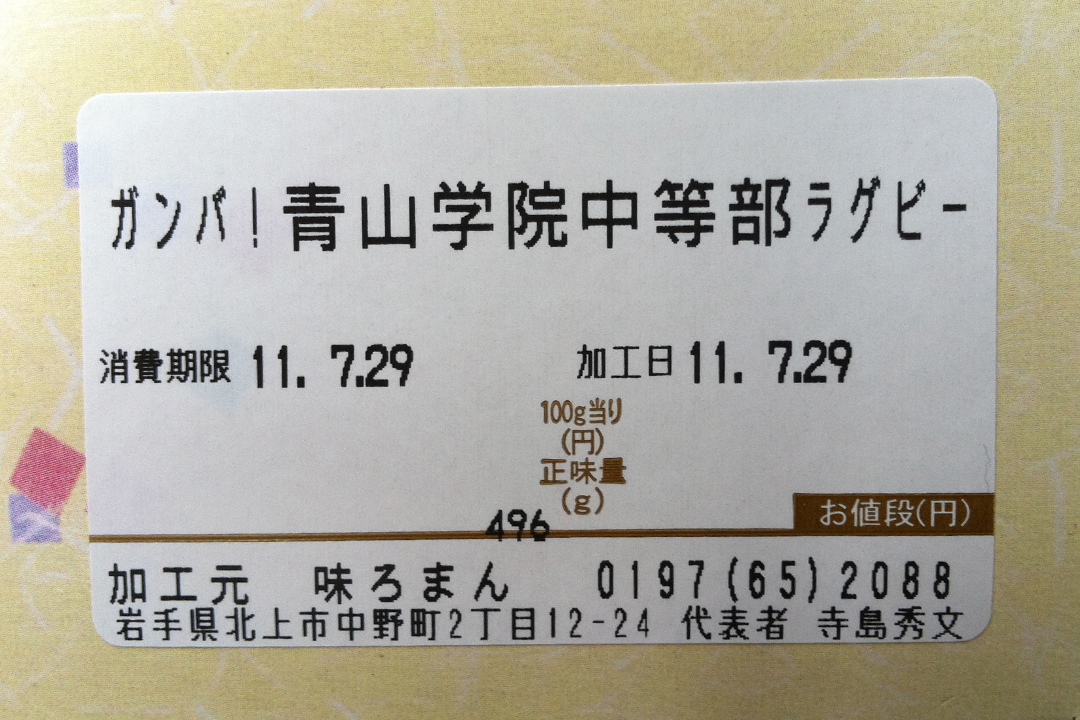 ガンバ!青山学院中等部ラグビー
消費期限 11. 7.29 加工日 11. 7.29
100g当り
(円)
正味量
(g)
お値段(円)
496
加工元 味ろまん 0197(65)2088
岩手県北上市中野町2丁目12-24 代表者 寺島秀文